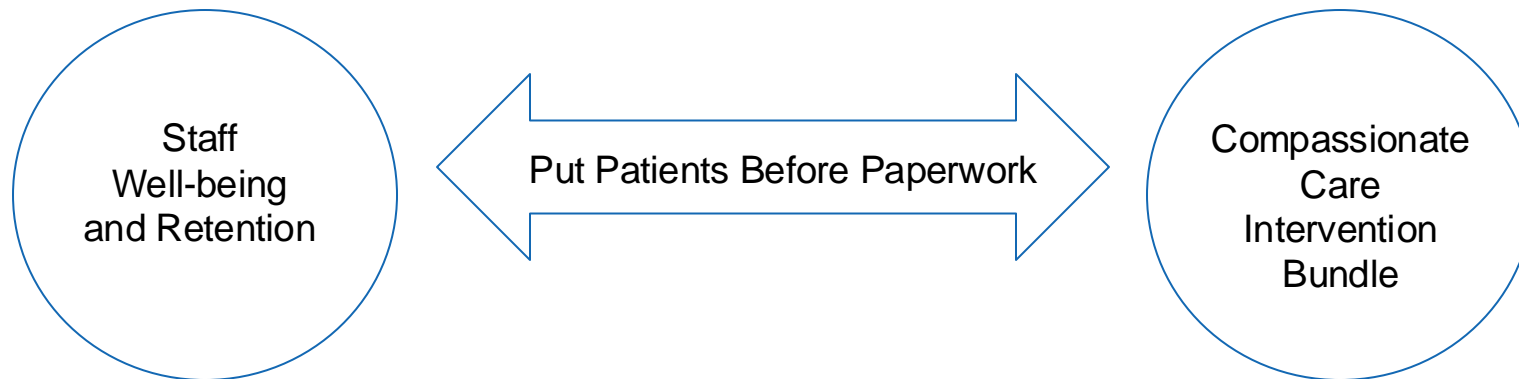 Staff
Well-being
and Retention
Put Patients Before Paperwork
Compassionate
Care
Intervention
Bundle